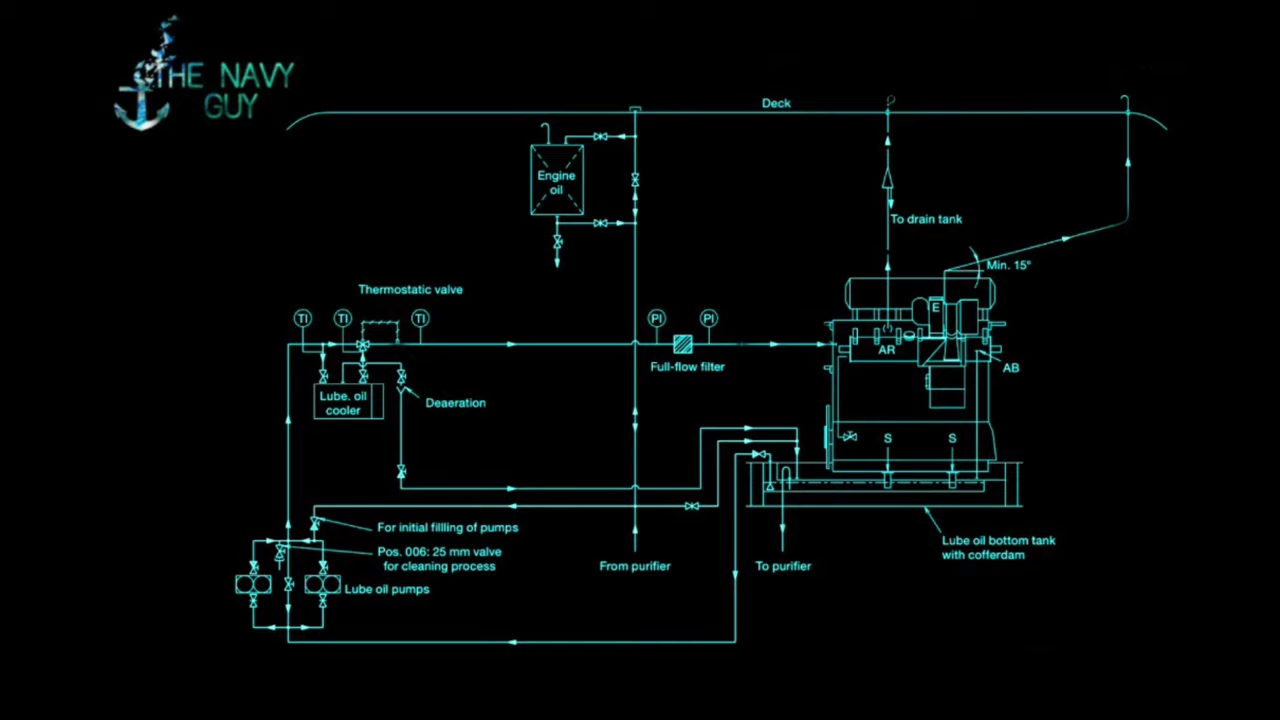 THE NAVY
GUY
Deck
Engine
oil
To drain tank
Min. 15°
Thermostatic valve
TI
TI
TI
PI
PI
E
AR
AB
Full-flow filter
Lube. oil
cooler
Deaeration
S
S
For initial fillling of pumps
Pos. 006: 25 mm valve
for cleaning process
Lube oil pumps
From purifier
To purifier
Lube oil bottom tank
with cofferdam